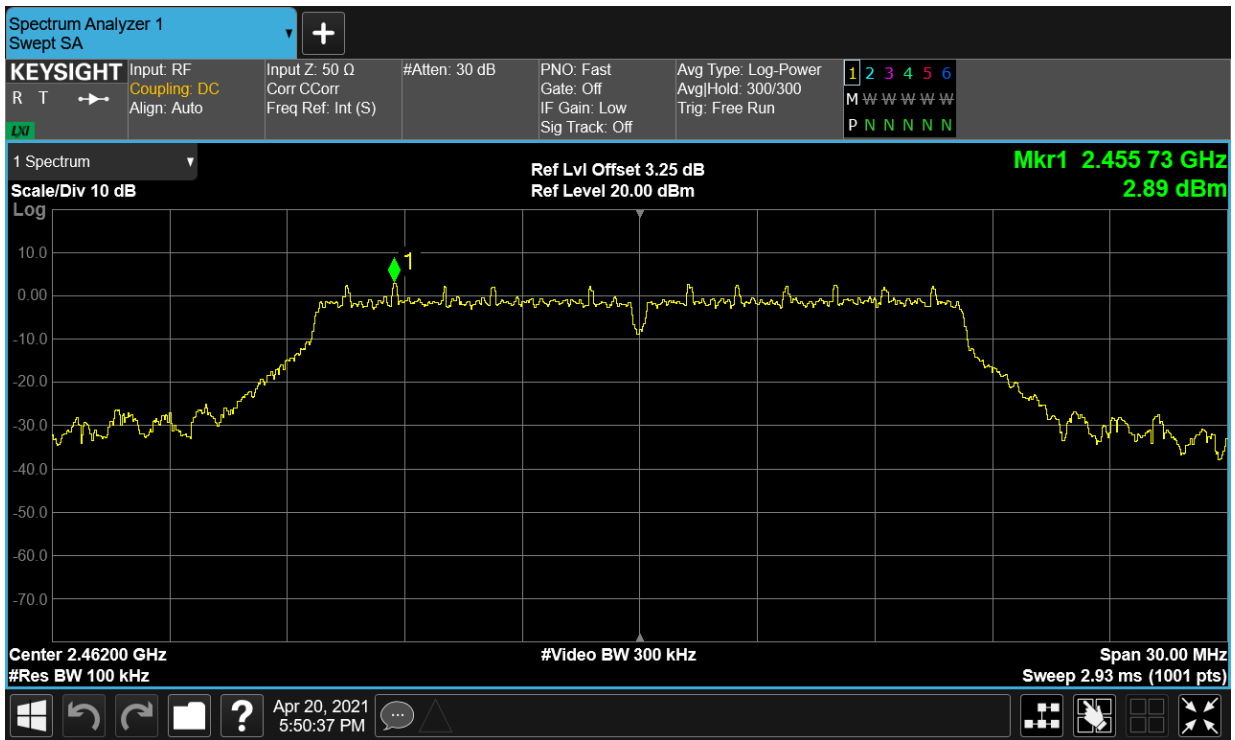 Spectrum Analyzer 1
Swept SA
KEYSIGHT
R T
LXI
Input: RF
Coupling: DC
Align: Auto
Input Z: 50 Ω
Corr CCorr
Freq Ref: Int (S)
#Atten: 30 dB
PNO: Fast
Gate: Off
IF Gain: Low
Sig Track: Off
Avg Type: Log-Power
Avg|Hold: 300/300
Trig: Free Run
1 2 3 4 5 6
M W W W W W
P N N N N N
1 Spectrum
Scale/Div 10 dB
Log
Ref Lvl Offset 3.25 dB
Ref Level 20.00 dBm
Mkr1 2.455 73 GHz
2.89 dBm
10.0
1
0.00
-10.0
-20.0
-30.0
-40.0
-50.0
-60.0
-70.0
Center 2.46200 GHz
#Res BW 100 kHz
#Video BW 300 kHz
Span 30.00 MHz
Sweep 2.93 ms (1001 pts)
?
Apr 20, 2021
5:50:37 PM